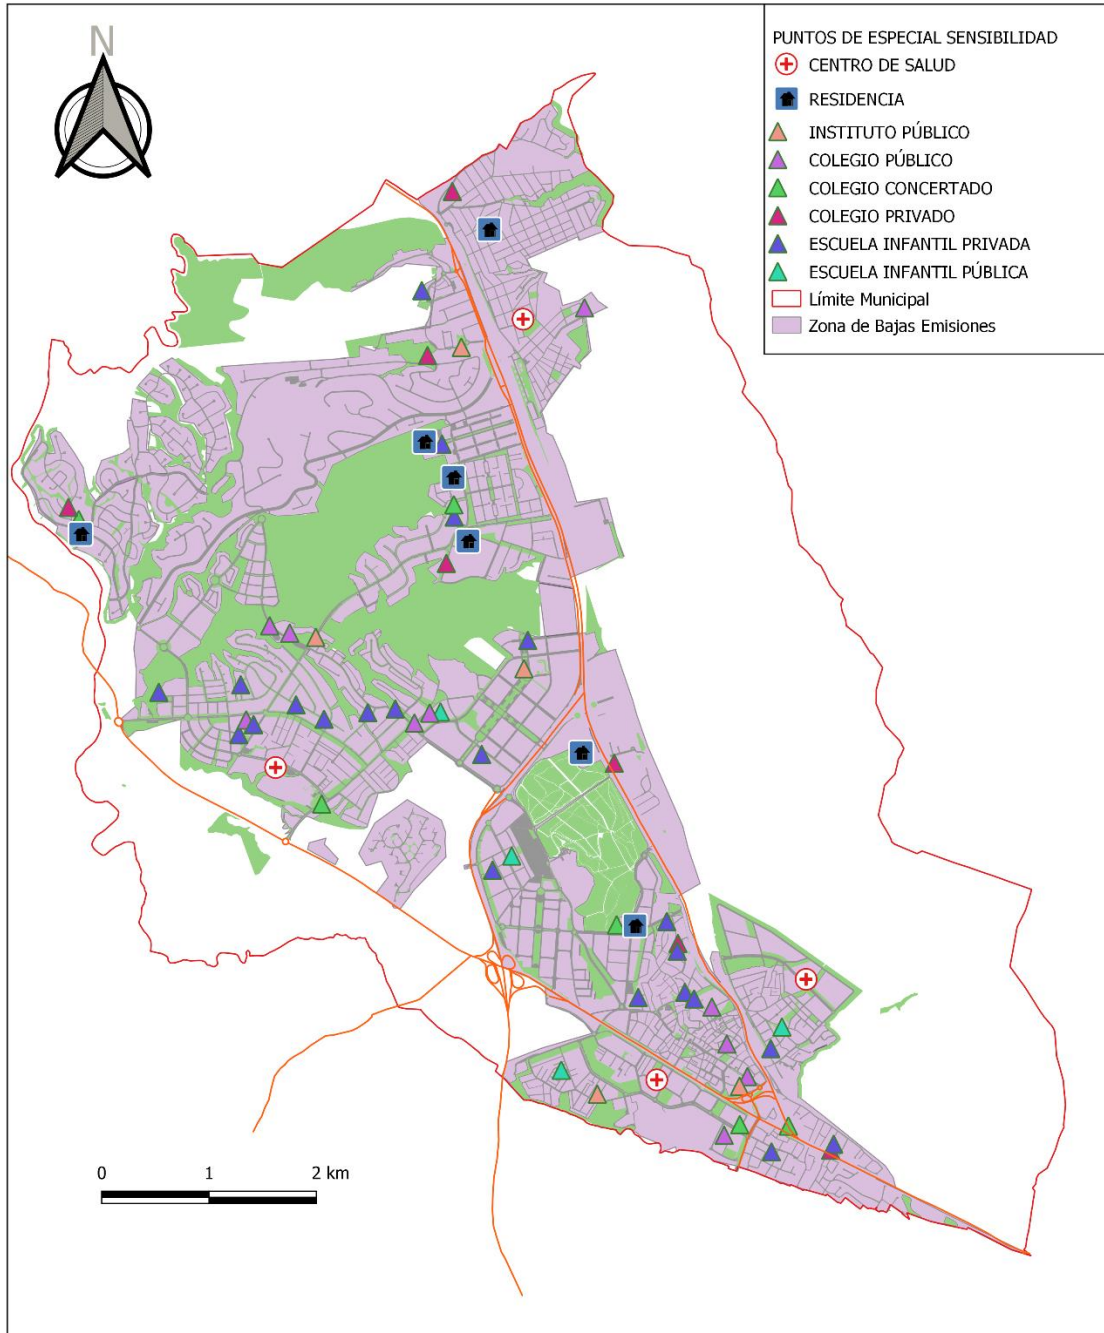 N
PUNTOS DE ESPECIAL SENSIBILIDAD
CENTRO DE SALUD
RESIDENCIA
INSTITUTO PÚBLICO
COLEGIO PÚBLICO
COLEGIO CONCERTADO
COLEGIO PRIVADO
ESCUELA INFANTIL PRIVADA
ESCUELA INFANTIL PÚBLICA
Límite Municipal
Zona de Bajas Emisiones
0 1 2 km